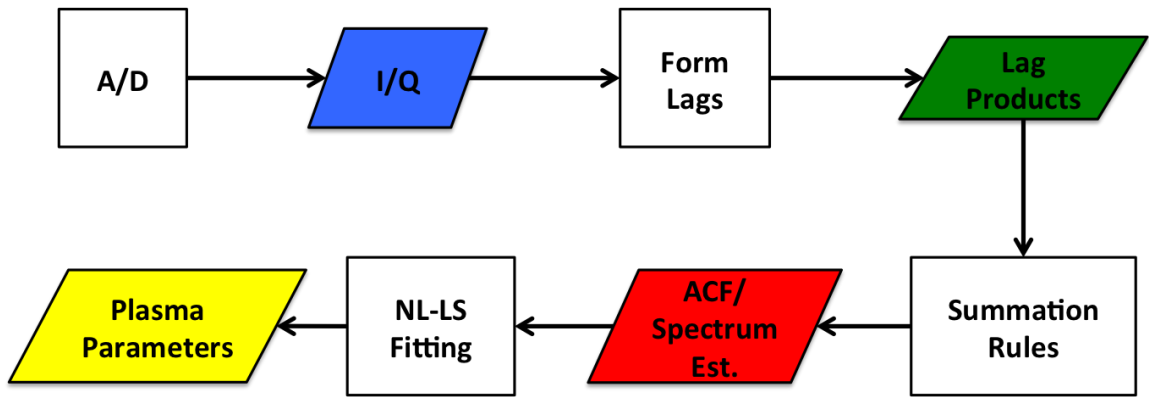 A/D
I/Q
Form
Lags
Lag
Products
Summation
Rules
ACF/
Spectrum
Est.
NL-LS
Fitting
Plasma
Parameters